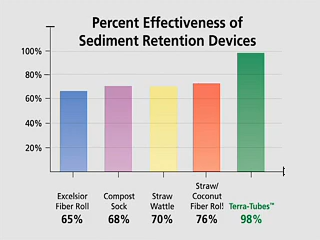 Percent Effectiveness of
Sediment Retention Devices
100%
80%
60%
40%
20%
Excelsior
Fiber Roll
65%
Compost
Sock
68%
Straw
Wattle
70%
Straw/
Coconut
Fiber Roll
76%
Terra-Tubes™
98%